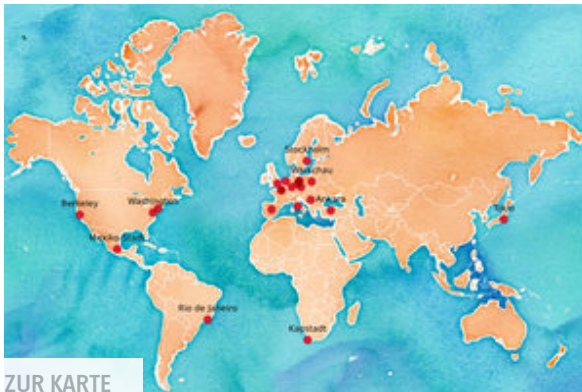 Stockholm
Warschau
Berkeley
Washington
Ankara
Tokio
Mexiko-Stadt
Rio de Janeiro
Kapstadt
ZUR KARTE